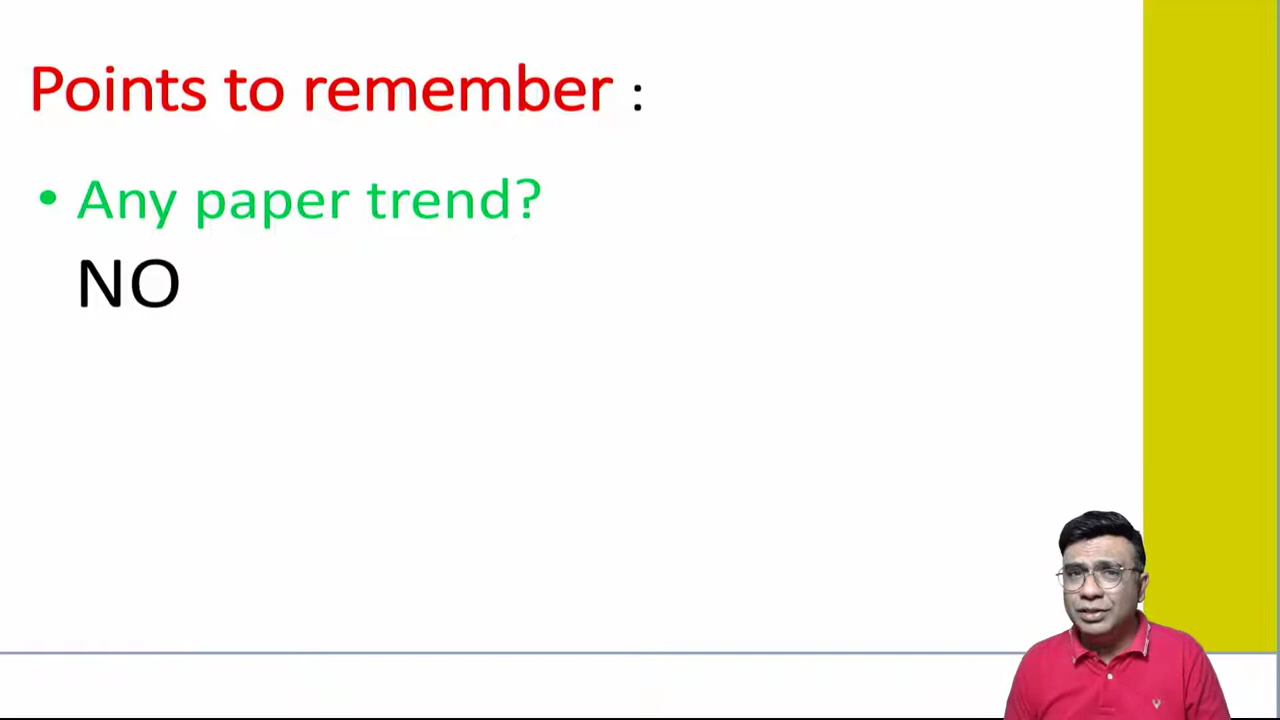 Points to remember :
• Any paper trend?
NO